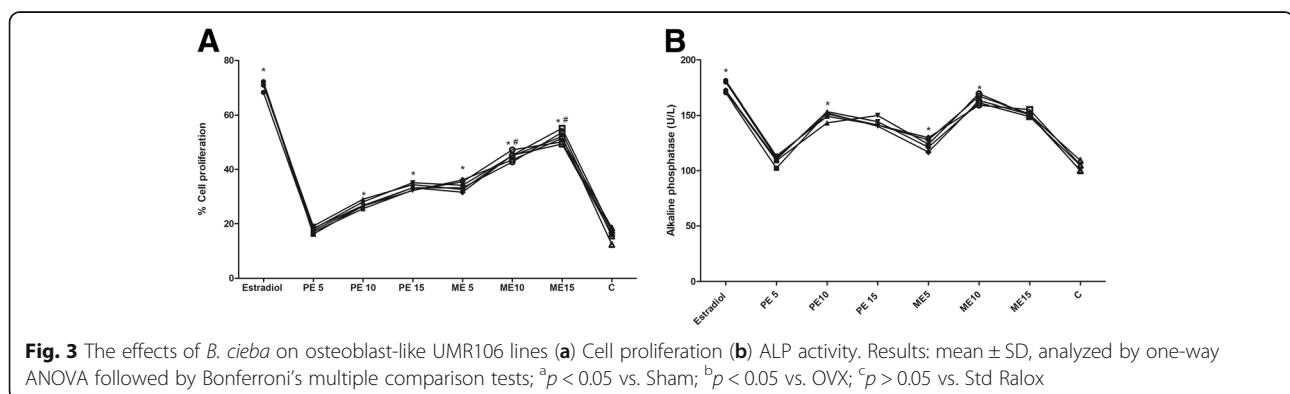 A
% Cell proliferation
80
60
40
20
0
* * * * *# *#
Estradiol PE 5 PE 10 PE 15 ME 5 ME10 ME15 C
B
Alkaline phosphatase (U/L)
200
150
100
50
0
* * * *
Estradiol PE 5 PE10 PE 15 ME5 ME10 ME15 C
Fig. 3 The effects of B. cieba on osteoblast-like UMR106 lines (a) Cell proliferation (b) ALP activity. Results: mean ± SD, analyzed by one-way
ANOVA followed by Bonferroni’s multiple comparison tests; ᵃp < 0.05 vs. Sham; ᵇp < 0.05 vs. OVX; ᶜp > 0.05 vs. Std Ralox